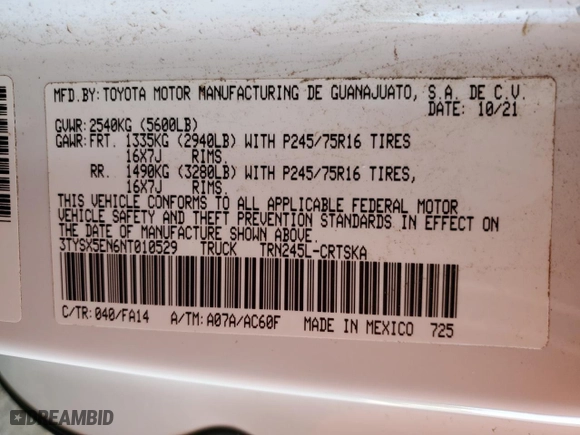 MFD.BY:TOYOTA MOTOR MANUFACTURING DE GUANAJUATO, S.A. DE C.V.
DATE: 10/21
GVWR:2540KG (5600LB)
GAWR:FRT. 1335KG (2940LB) WITH P245/75R16 TIRES
16X7J RIMS.
RR. 1490KG (3280LB) WITH P245/75R16 TIRES,
16X7J RIMS.
THIS VEHICLE CONFORMS TO ALL APPLICABLE FEDERAL MOTOR
VEHICLE SAFETY AND THEFT PREVENTION STANDARDS IN EFFECT ON
THE DATE OF MANUFACTURE SHOWN ABOVE.
3TYSX5EN6NT010529 TRUCK TRN245L-CRTSKA
C/TR:040/FA14 A/TM:A07A/AC60F MADE IN MEXICO 725
DREAMBID